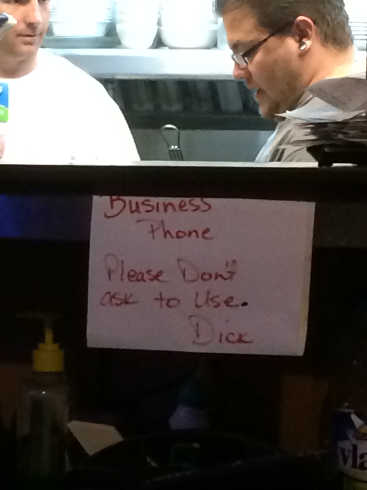 Business
Phone
Please Don't
ask to Use.
Dick